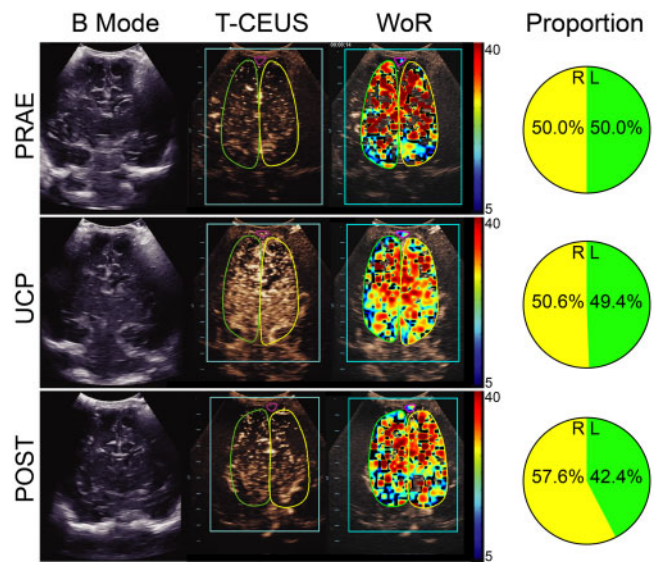 B Mode T-CEUS WoR Proportion
PRAE
40
5
R L
50.0% 50.0%
UCP
40
5
R L
50.6% 49.4%
POST
40
5
R L
57.6% 42.4%